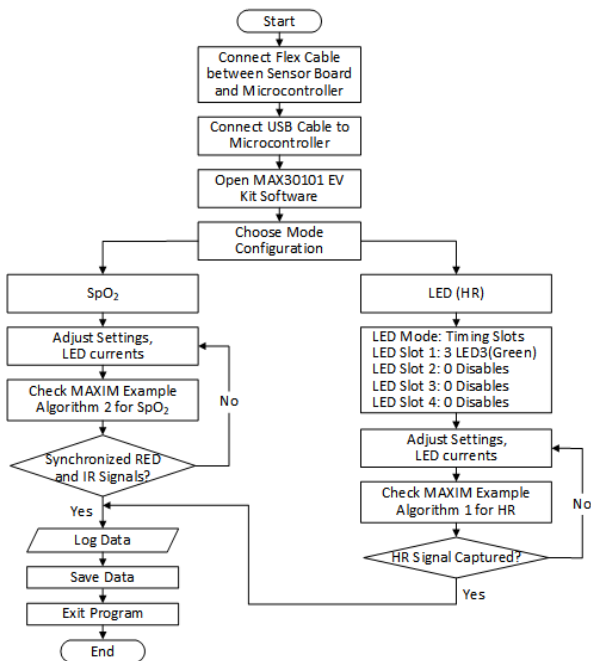 Start
Connect Flex Cable
between Sensor Board
and Microcontroller
Connect USB Cable to
Microcontroller
Open MAX30101 EV
Kit Software
Choose Mode
Configuration
SpO₂
Adjust Settings,
LED currents
Check MAXIM Example
Algorithm 2 for SpO₂
No
Synchronized RED
and IR Signals?
Yes
LED (HR)
LED Mode: Timing Slots
LED Slot 1: 3 LED3(Green)
LED Slot 2: 0 Disables
LED Slot 3: 0 Disables
LED Slot 4: 0 Disables
Adjust Settings,
LED currents
Check MAXIM Example
Algorithm 1 for HR
No
HR Signal Captured?
Yes
Log Data
Save Data
Exit Program
End